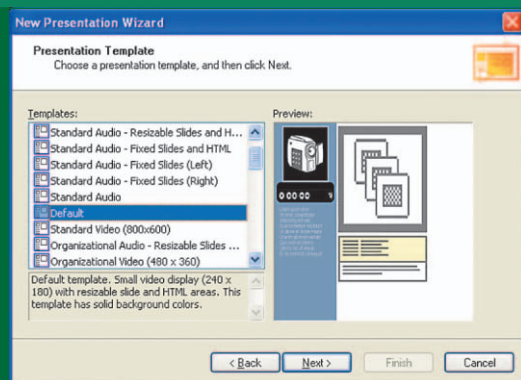 New Presentation Wizard
Presentation Template
Choose a presentation template, and then click Next.
Templates:
Preview:
Standard Audio - Resizable Slides and H...
Standard Audio - Fixed Slides and HTML
Standard Audio - Fixed Slides (Left)
Standard Audio - Fixed Slides (Right)
Standard Audio
Default
Standard Video (800x600)
Organizational Audio - Resizable Slides ...
Organizational Video (480 x 360)
Default template. Small video display (240 x
180) with resizable slide and HTML areas. This
template has solid background colors.
< Back
Next >
Finish
Cancel